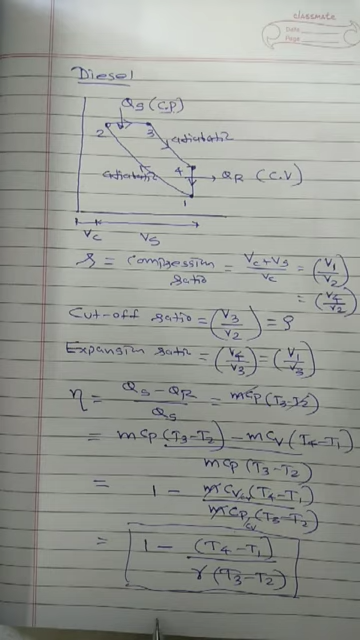 classmate
Date
Page
Diesel
Qs (C.P)
2 3 adiabatic
adiabatic 4 → QR (C.V)
1
Vc Vs
r = Compression ratio = (Vc+Vs)/Vc = (V1/V2)
= (V4/V2)
Cut-off ratio = (V3/V2) = ρ
Expansion ratio = (V4/V3) = (V1/V3)
η = (Qs - QR)/Qs = mCp(T3-T2)
= (mCp(T3-T2) - mCv(T4-T1))/(mCp(T3-T2))
= 1 - (mCv(T4-T1))/(mCp(T3-T2))
= 1 - (T4-T1)/(γ(T3-T2))